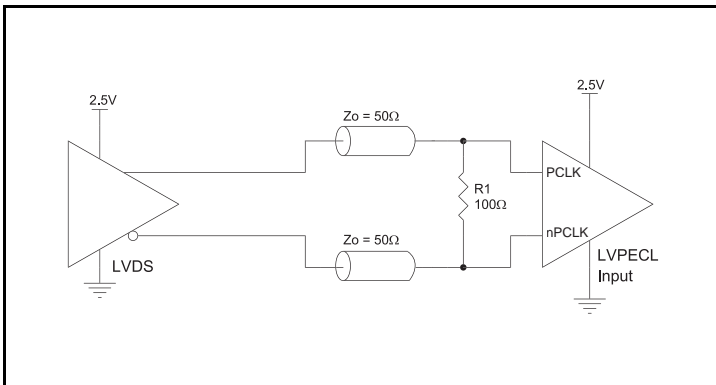 2.5V
2.5V
Zo = 50Ω
PCLK
R1
100Ω
nPCLK
Zo = 50Ω
LVDS
LVPECL
Input